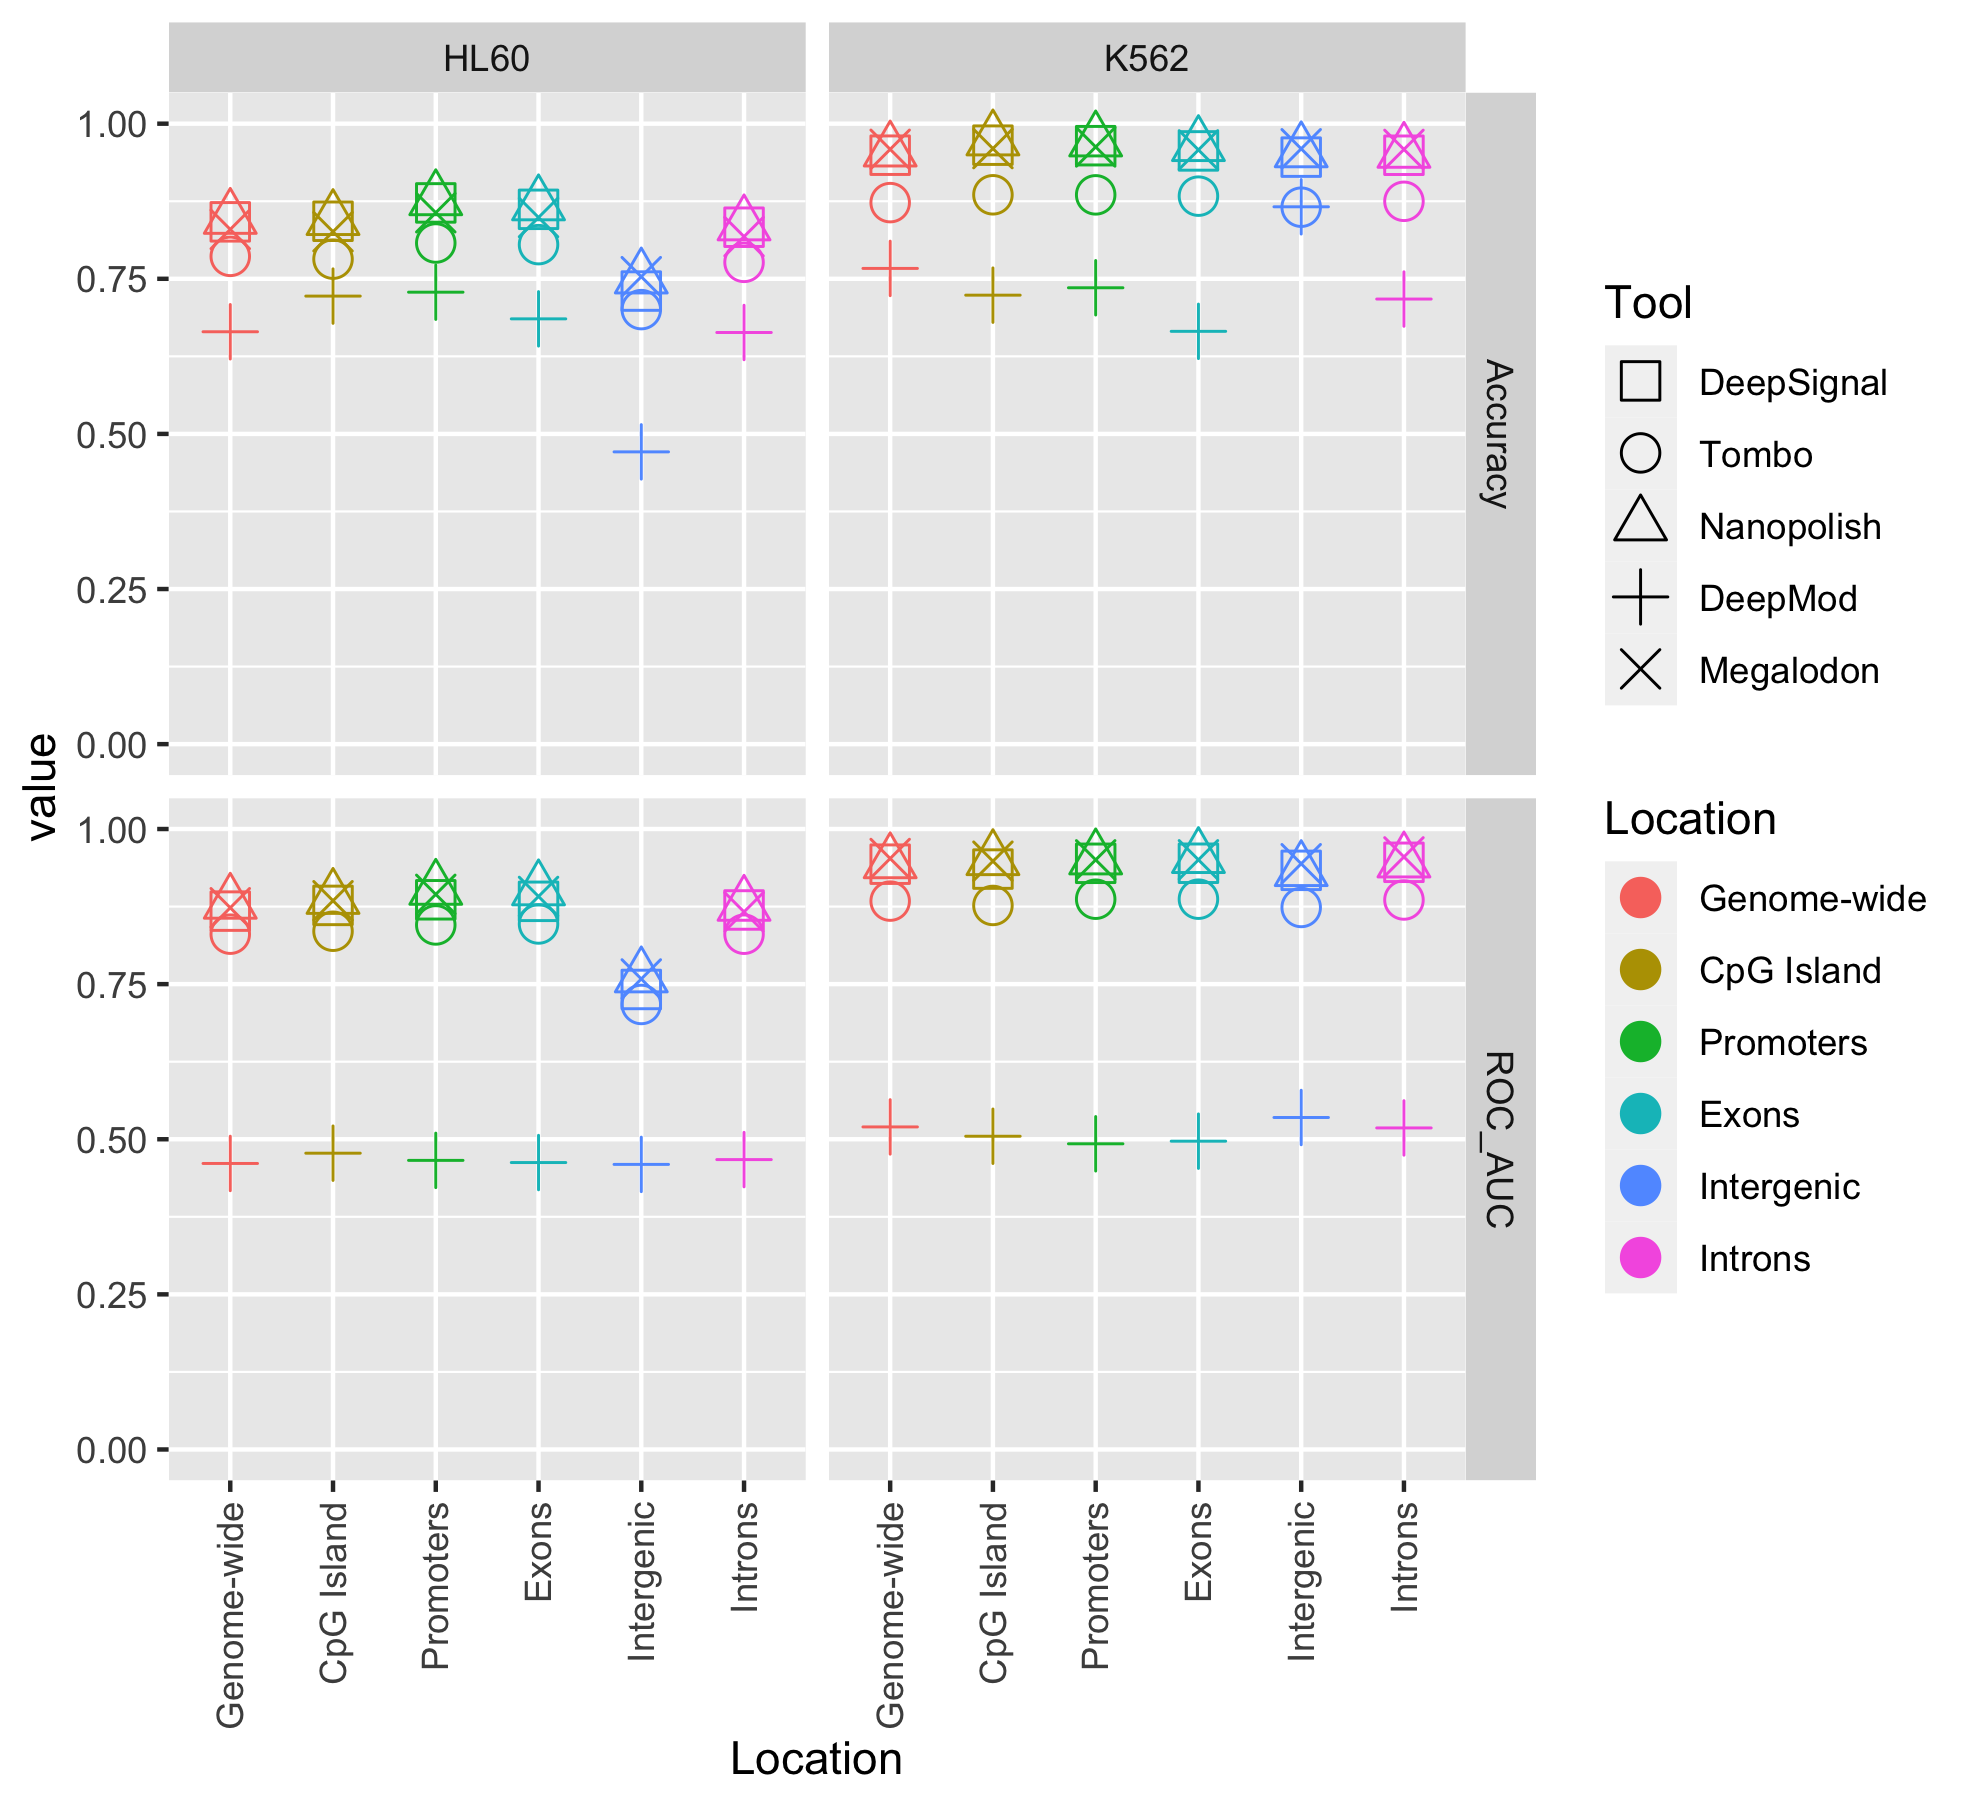 HL60
K562
1.00
0.75
0.50
0.25
0.00
Accuracy
1.00
0.75
0.50
0.25
0.00
ROC_AUC
value
Genome-wide
CpG Island
Promoters
Exons
Intergenic
Introns
Genome-wide
CpG Island
Promoters
Exons
Intergenic
Introns
Location
Tool
DeepSignal
Tombo
Nanopolish
DeepMod
Megalodon
Location
Genome-wide
CpG Island
Promoters
Exons
Intergenic
Introns